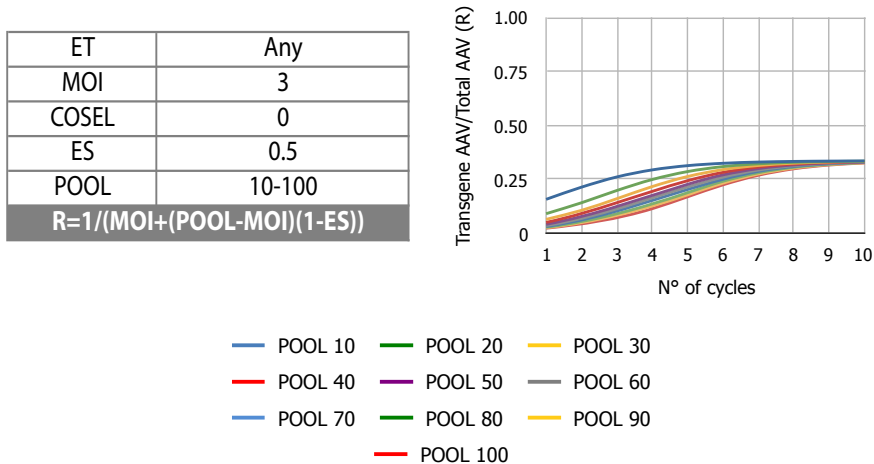 ET Any
MOI 3
COSEL 0
ES 0.5
POOL 10-100
R=1/(MOI+(POOL-MOI)(1-ES))
Transgene AAV/Total AAV (R)
1.00
0.75
0.50
0.25
0
1 2 3 4 5 6 7 8 9 10
N° of cycles
POOL 10 POOL 20 POOL 30
POOL 40 POOL 50 POOL 60
POOL 70 POOL 80 POOL 90
POOL 100